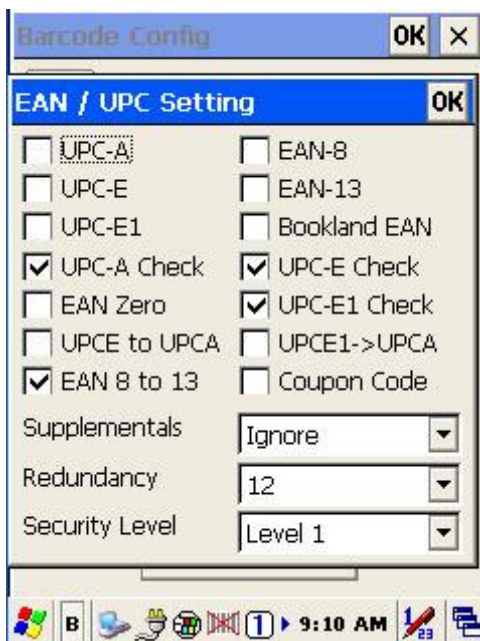 Barcode Config OK
EAN / UPC Setting OK
UPC-A EAN-8
UPC-E EAN-13
UPC-E1 Bookland EAN
UPC-A Check UPC-E Check
EAN Zero UPC-E1 Check
UPCE to UPCA UPCE1->UPCA
EAN 8 to 13 Coupon Code
Supplementals Ignore
Redundancy 12
Security Level Level 1
B 1 9:10 AM 1 23